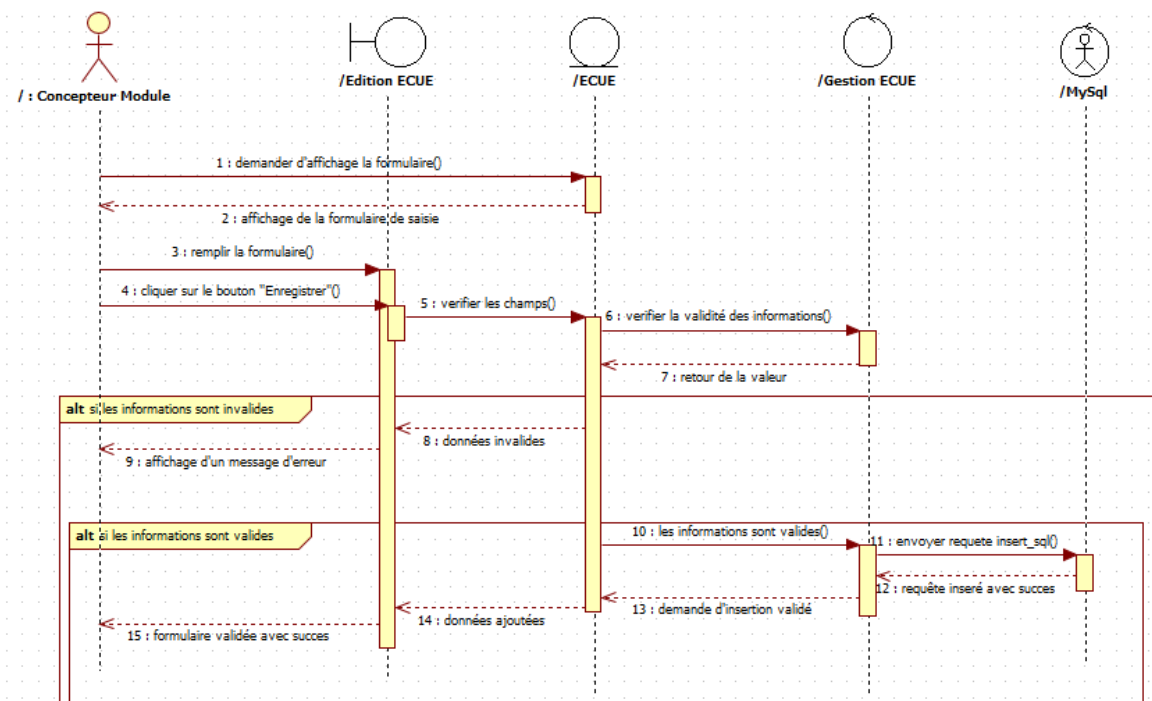 / : Concepteur Module
/Edition ECUE
/ECUE
/Gestion ECUE
/MySql
1 : demander d'affichage la formulaire()
2 : affichage de la formulaire de saisie
3 : remplir la formulaire()
4 : cliquer sur le bouton "Enregistrer"()
5 : verifier les champs()
6 : verifier la validité des informations()
7 : retour de la valeur
alt si les informations sont invalides
8 : données invalides
9 : affichage d'un message d'erreur
alt si les informations sont valides
10 : les informations sont valides()
11 : envoyer requete insert_sql()
12 : requête inseré avec succes
13 : demande d'insertion validé
14 : données ajoutées
15 : formulaire validée avec succes